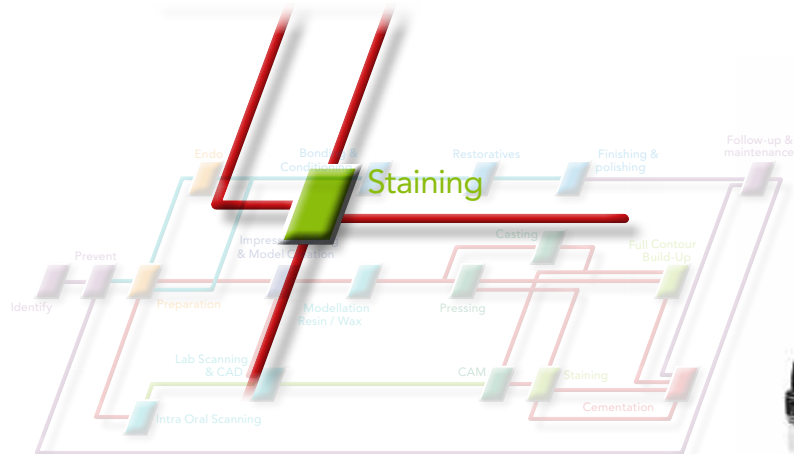 Follow-up &
maintenance
Endo
Bonding &
Conditioning
Restoratives
Finishing &
polishing
Staining
Prevent
Impression
& Model Creation
Casting
Full Contour
Build-Up
Identify
Preparation
Modellation
Resin / Wax
Pressing
Lab Scanning
& CAD
CAM
Staining
Cementation
Intra Oral Scanning